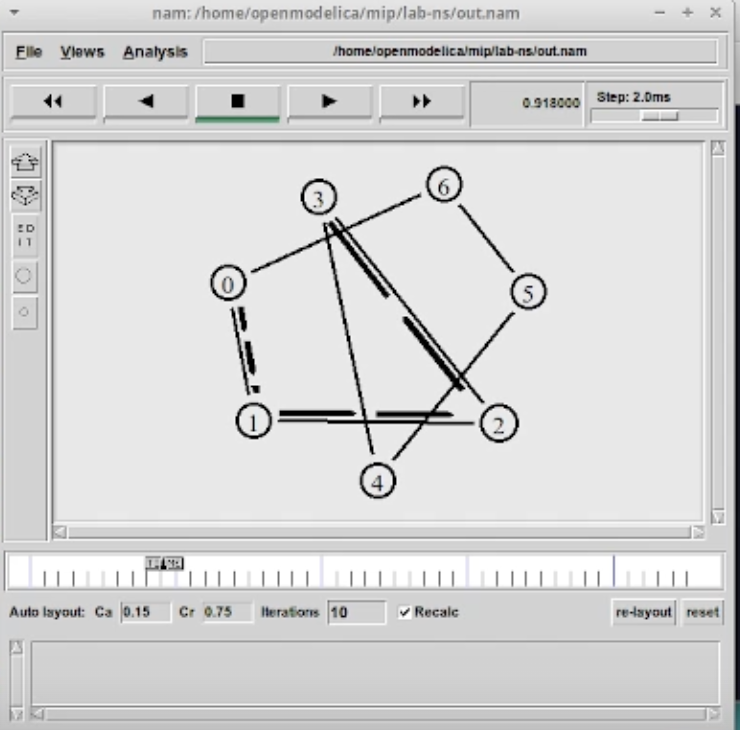 nam: /home/openmodelica/mip/lab-ns/out.nam
File Views Analysis /home/openmodelica/mip/lab-ns/out.nam
0.918000 Step: 2.0ms
ED
IT
3
6
0
5
1
2
4
TIME
Auto layout: Ca 0.15 Cr 0.75 Iterations 10 Recalc re-layout reset